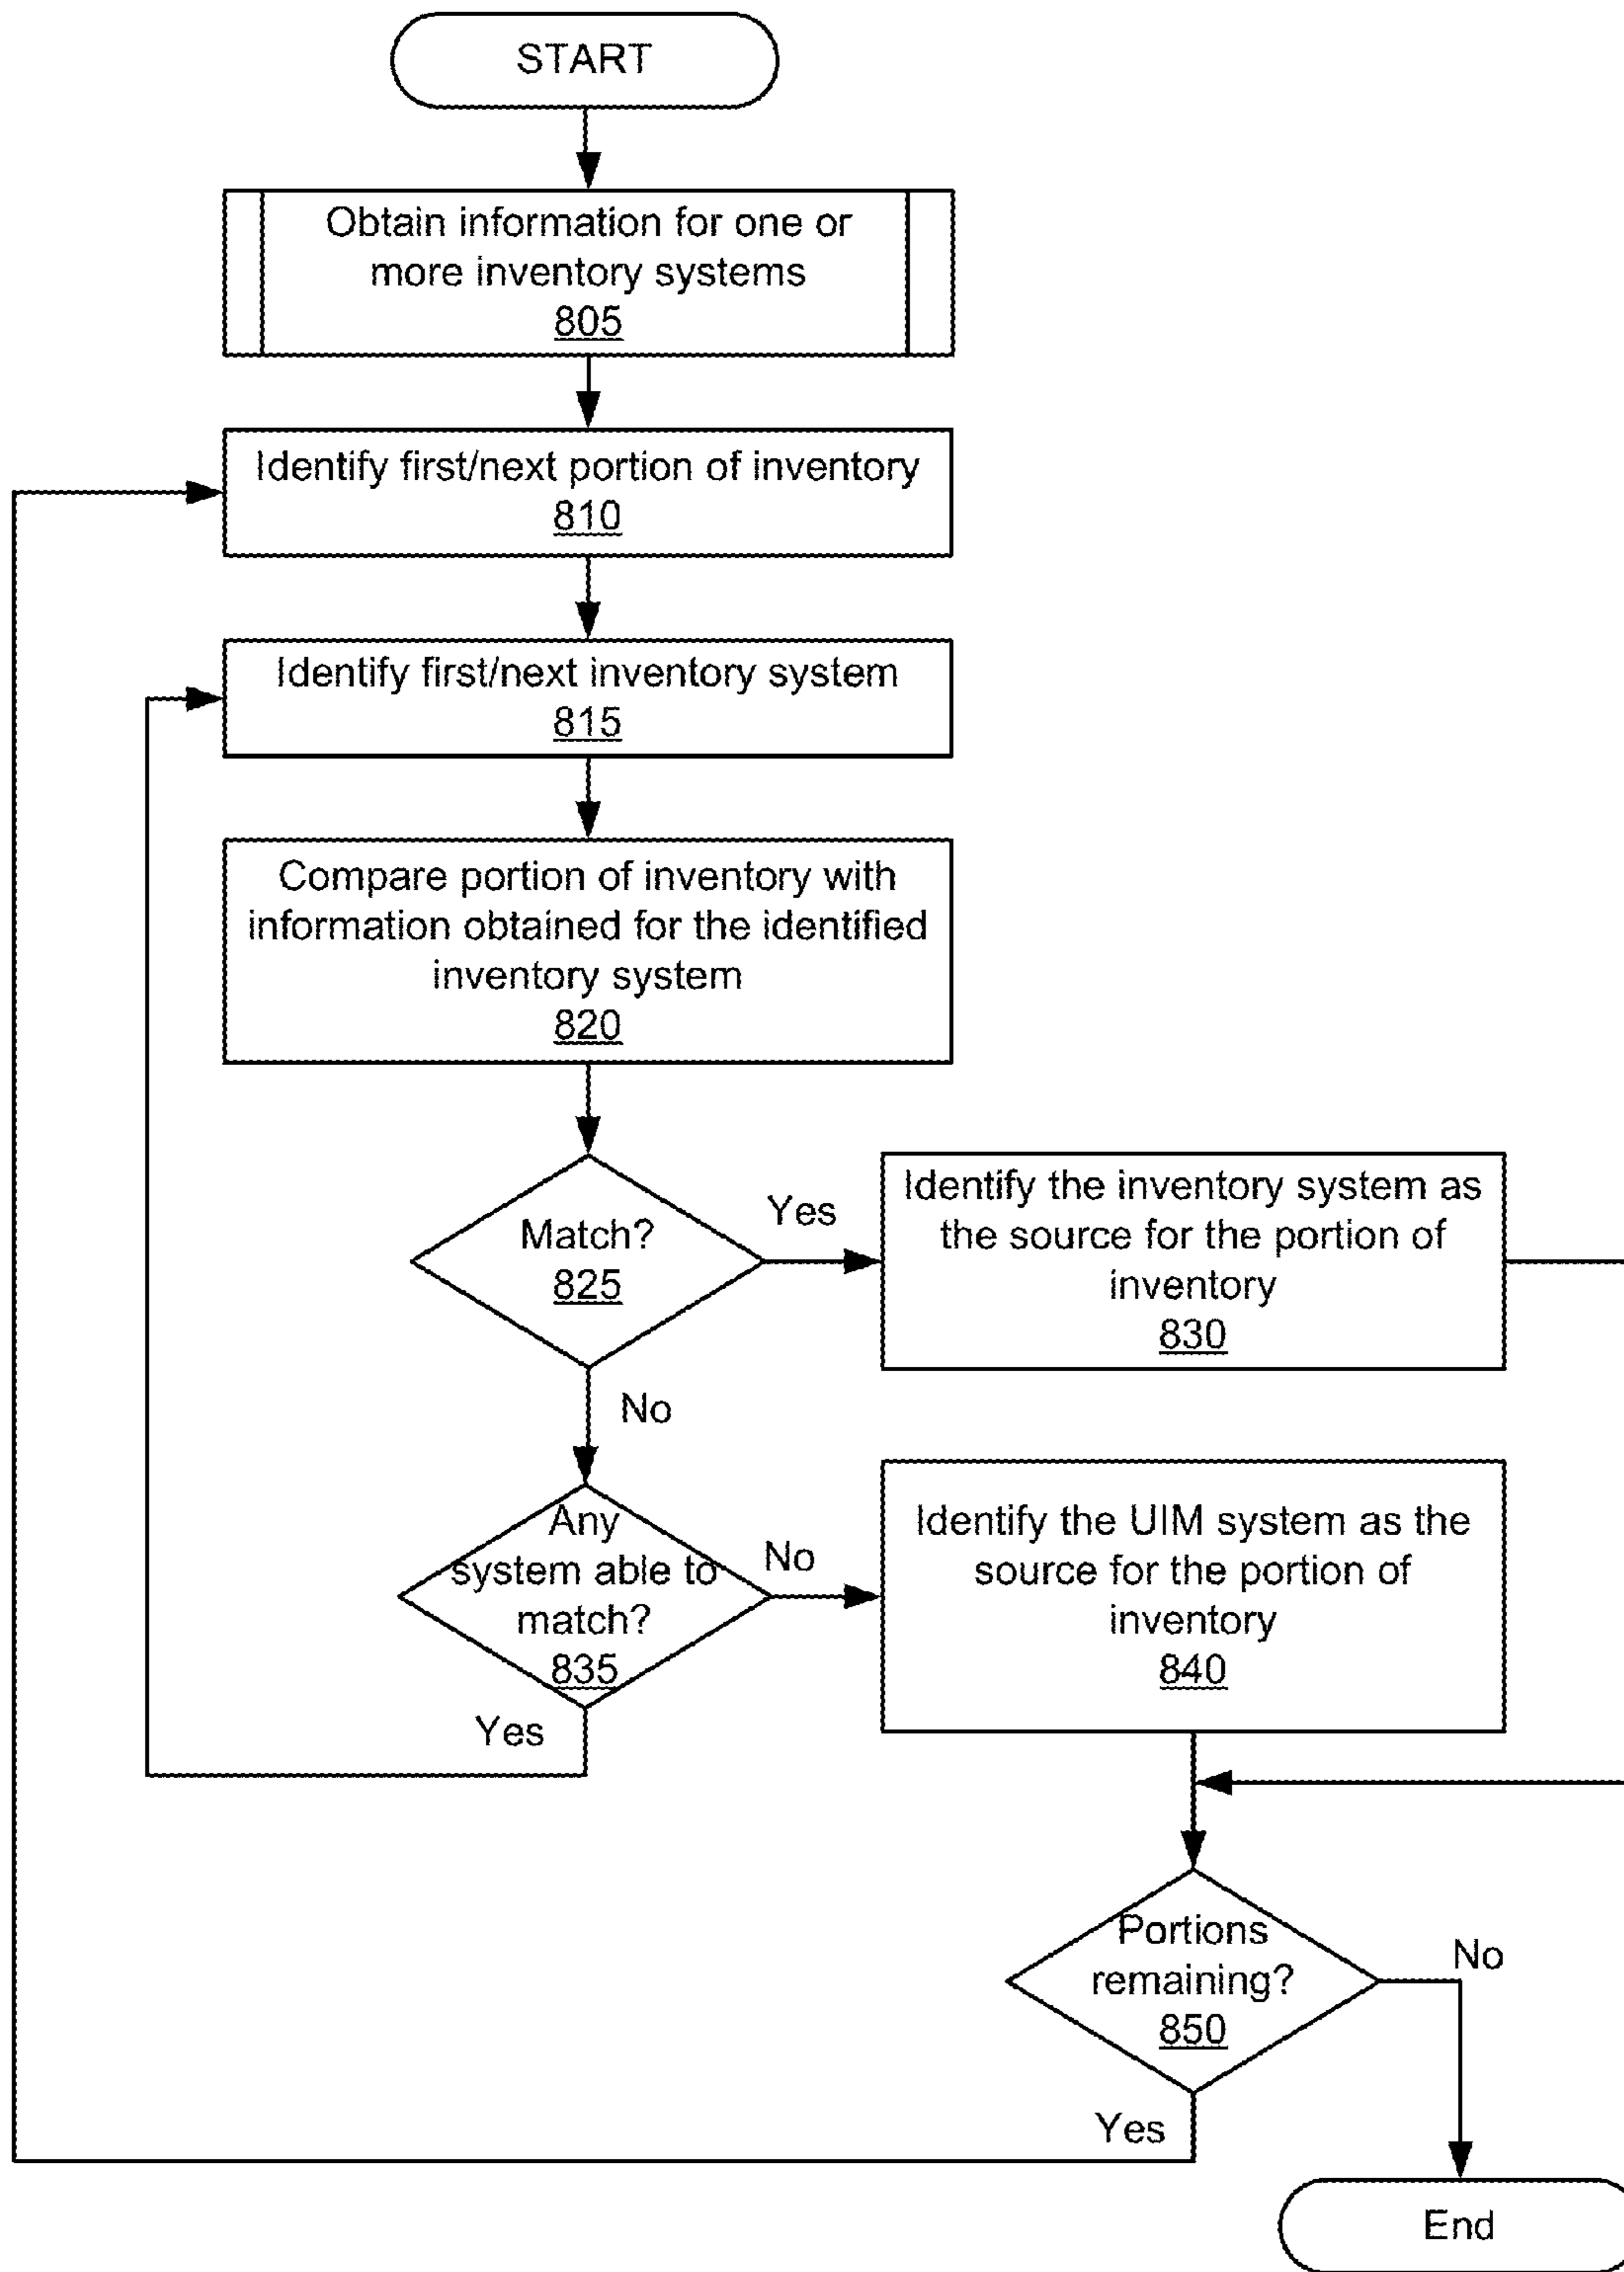 START
Obtain information for one or
more inventory systems
805
Identify first/next portion of inventory
810
Identify first/next inventory system
815
Compare portion of inventory with
information obtained for the identified
inventory system
820
Match?
825
Yes
Identify the inventory system as
the source for the portion of
inventory
830
No
Any
system able to
match?
835
No
Identify the UIM system as the
source for the portion of
inventory
840
Yes
Portions
remaining?
850
No
Yes
End